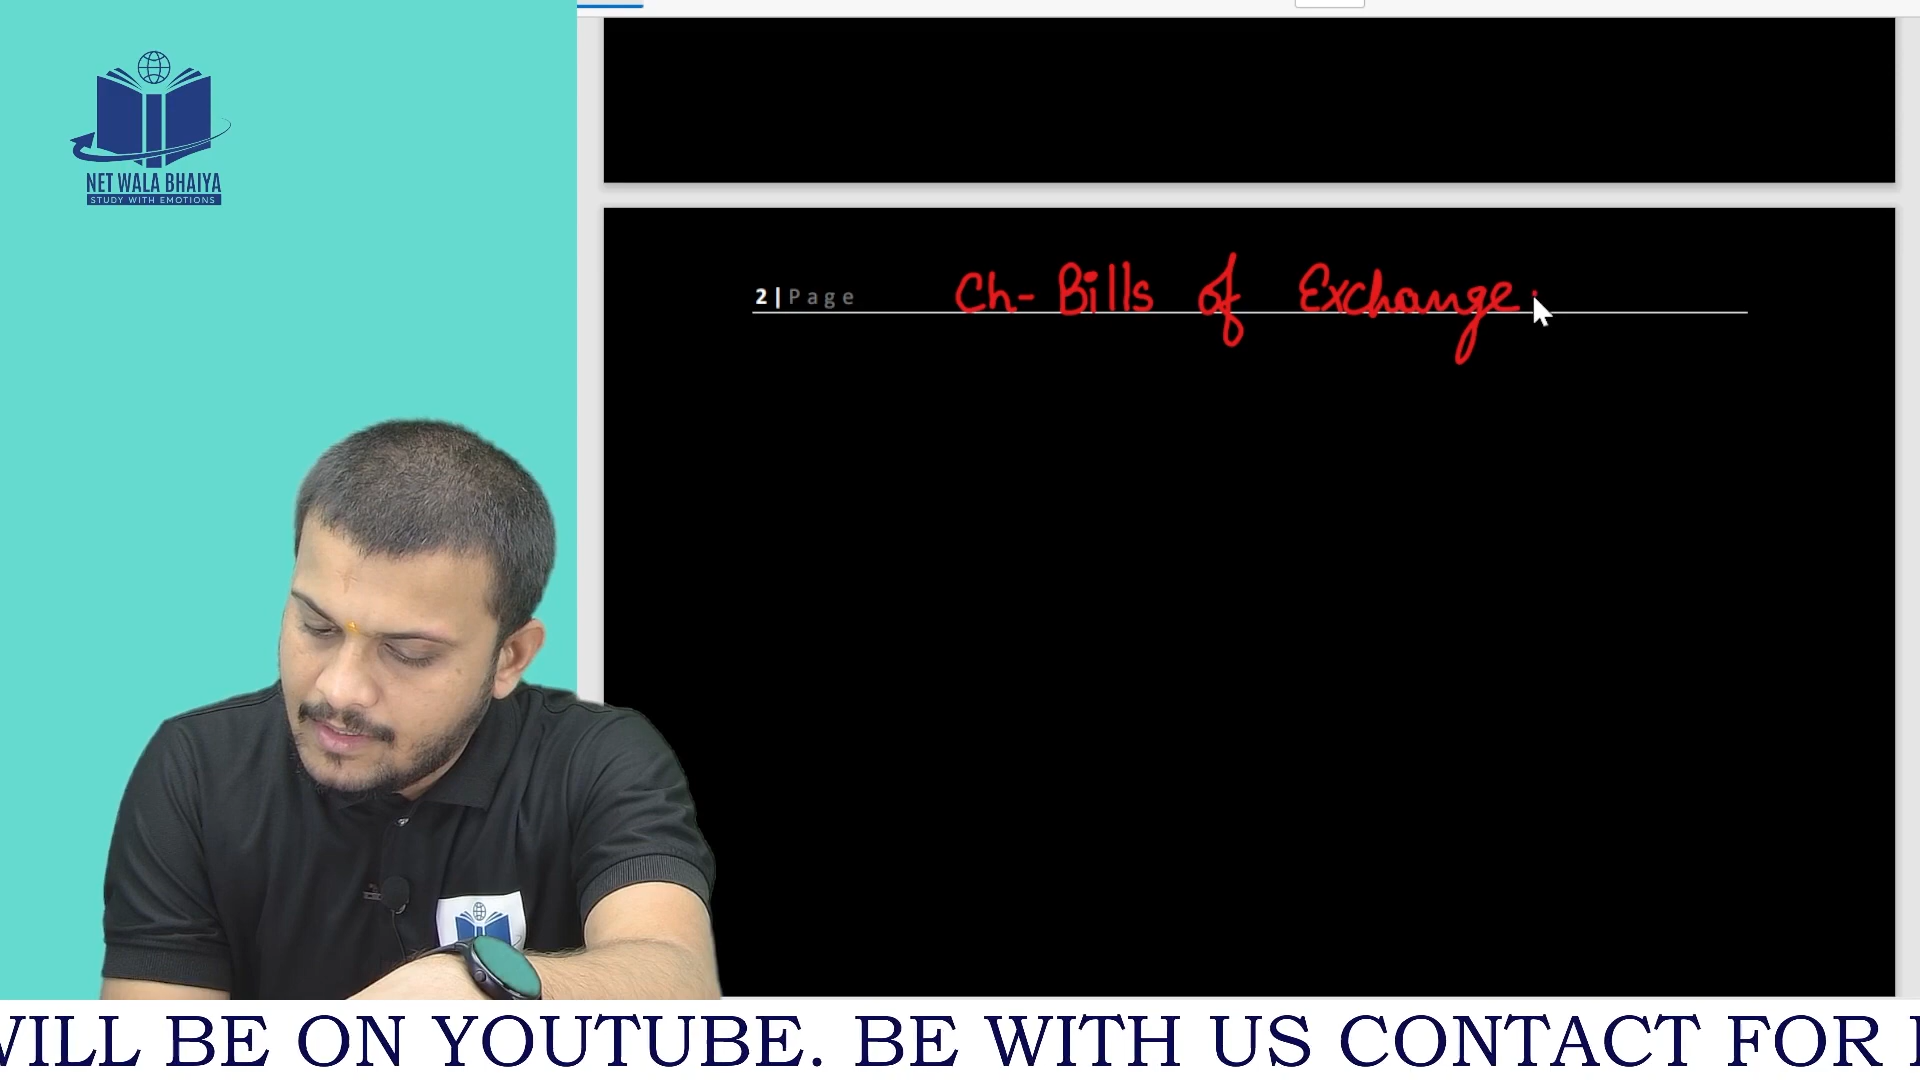 NET WALA BHAIYA
STUDY WITH EMOTIONS
2 | Page
Ch- Bills of Exchange.
WILL BE ON YOUTUBE. BE WITH US CONTACT FOR